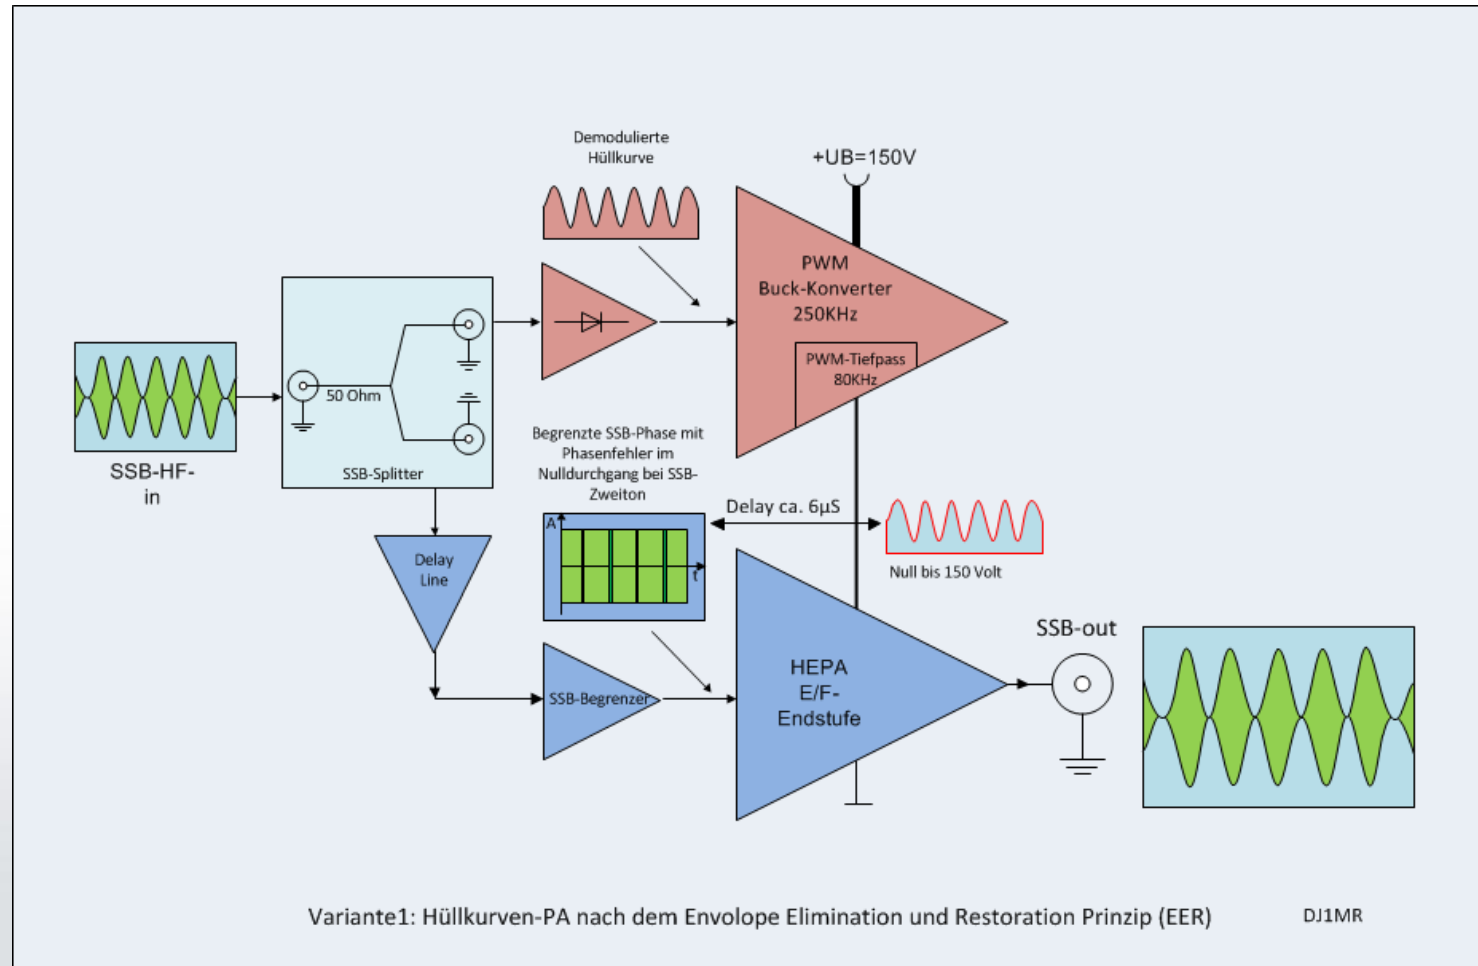 Demodulierte
Hüllkurve
+UB=150V
PWM
Buck-Konverter
250KHz
PWM-Tiefpass
80KHz
50 Ohm
SSB-Splitter
SSB-HF-
in
Begrenzte SSB-Phase mit
Phasenfehler im
Nulldurchgang bei SSB-
Zweiton
A
t
Delay ca. 6µS
Null bis 150 Volt
Delay
Line
SSB-Begrenzer
HEPA
E/F-
Endstufe
SSB-out
Variante1: Hüllkurven-PA nach dem Envolope Elimination und Restoration Prinzip (EER)
DJ1MR